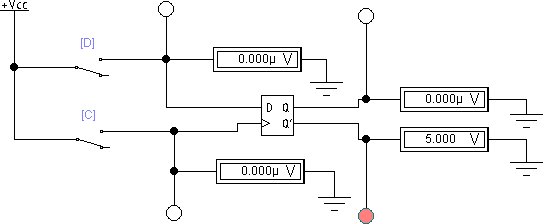 +Vcc
[D]
0.000µ V
0.000µ V
[C]
D Q
Q'
5.000 V
0.000µ V